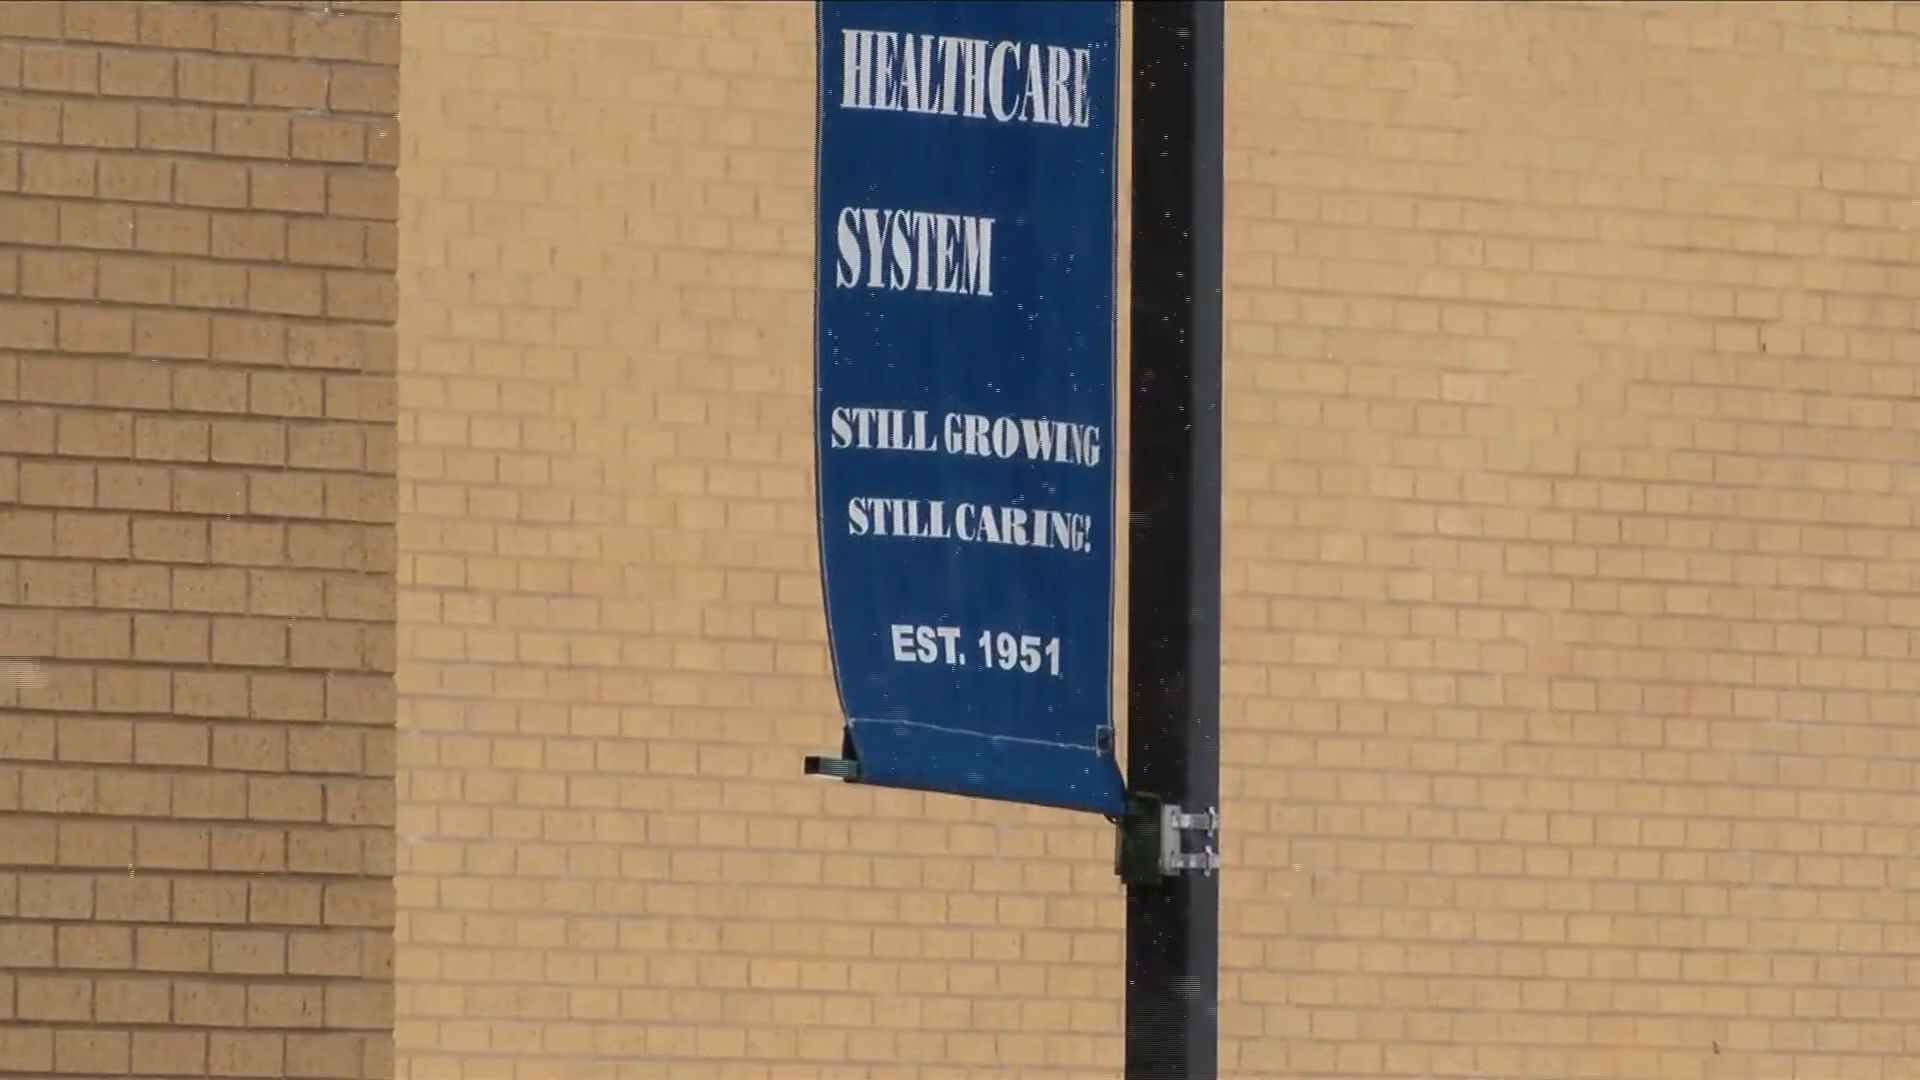 HEALTHCARE
SYSTEM
STILL GROWING
STILL CARING!
EST. 1951